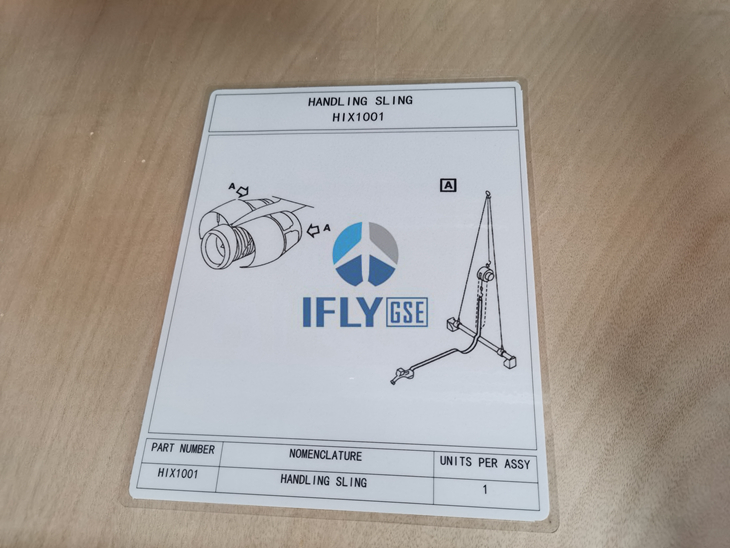 HANDLING SLING
HIX1001
A
A
A
IFLY GSE
PART NUMBER NOMENCLATURE UNITS PER ASSY
HIX1001 HANDLING SLING 1